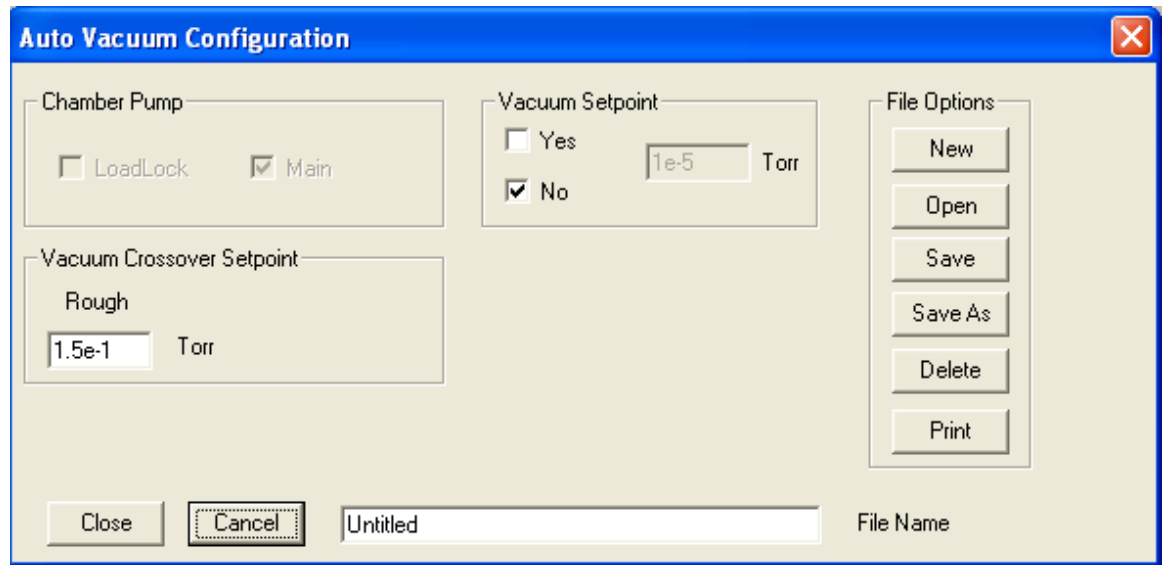 Auto Vacuum Configuration
Chamber Pump
LoadLock
Main
Vacuum Setpoint
Yes
1e-5
Torr
No
Vacuum Crossover Setpoint
Rough
1.5e-1
Torr
File Options
New
Open
Save
Save As
Delete
Print
Close
Cancel
Untitled
File Name